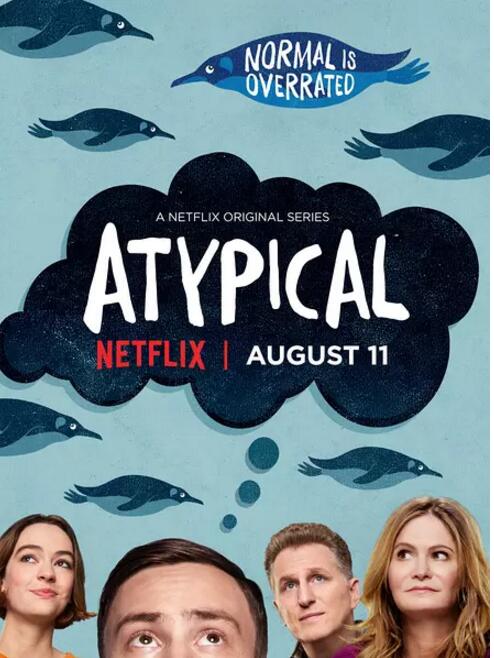 NORMAL IS
OVERRATED
A NETFLIX ORIGINAL SERIES
ATYPICAL
NETFLIX | AUGUST 11